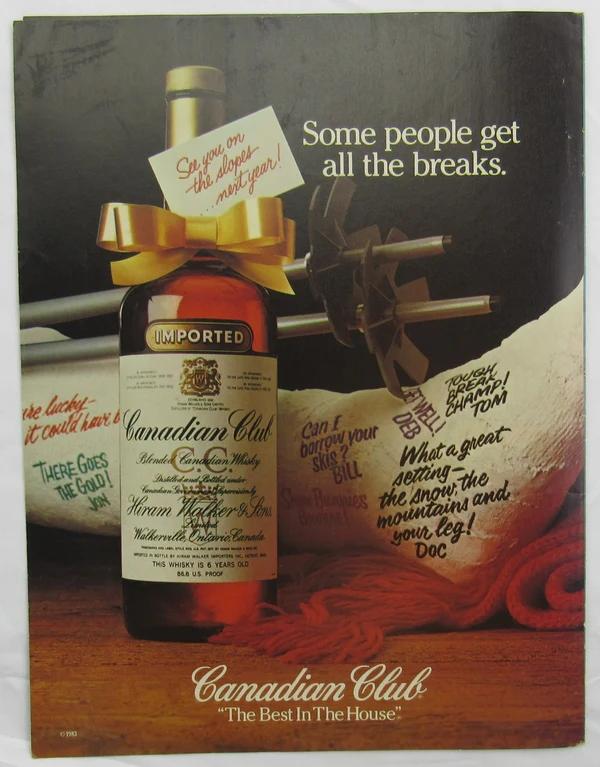 Some people get
all the breaks.
See you on
the slopes
...next year!
IMPORTED
Canadian Club
Blended Canadian Whisky
Distilled and Bottled under
Hiram Walker & Sons
Limited
Walkerville, Ontario, Canada
THIS WHISKY IS 6 YEARS OLD
86.8 U.S. PROOF
lucky—
it could have b
THERE GOES
THE GOLD!
JON
Can I
borrow your
skis?
BILL
GET WELL!
DEB
TOUGH
BREAK,
CHAMP!
TOM
What a great
setting—
the snow, the
mountains and
your leg!
DOC
Canadian Club
"The Best In The House"
© 1983